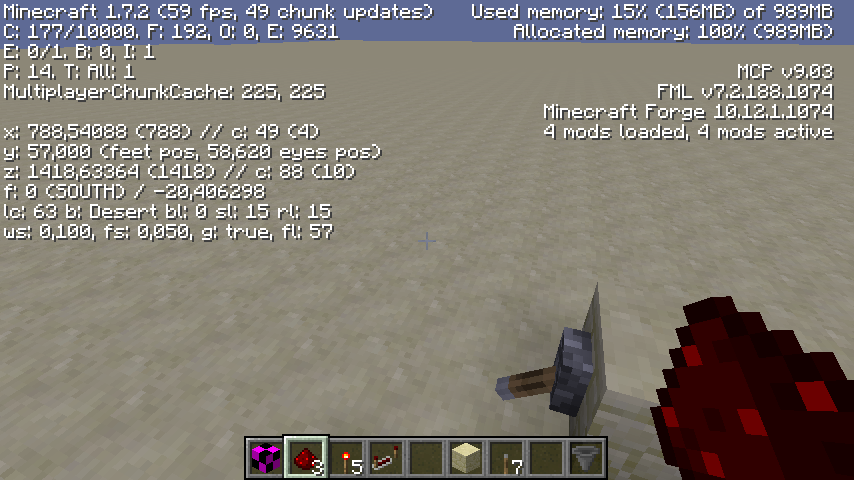 Minecraft 1.7.2 (59 fps, 49 chunk updates)
C: 177/10000. F: 192, O: 0, E: 9631
E: 0/1. B: 0, I: 1
P: 14. T: All: 1
MultiplayerChunkCache: 225, 225
x: 788,54088 (788) // c: 49 (4)
y: 57,000 (feet pos, 58,620 eyes pos)
z: 1418,63364 (1418) // c: 88 (10)
f: 0 (SOUTH) / -20,406298
lc: 63 b: Desert bl: 0 sl: 15 rl: 15
ws: 0,100, fs: 0,050, g: true, fl: 57
Used memory: 15% (156MB) of 989MB
Allocated memory: 100% (989MB)
MCP v9.03
FML v7.2.188.1074
Minecraft Forge 10.12.1.1074
4 mods loaded, 4 mods active
3
5
7